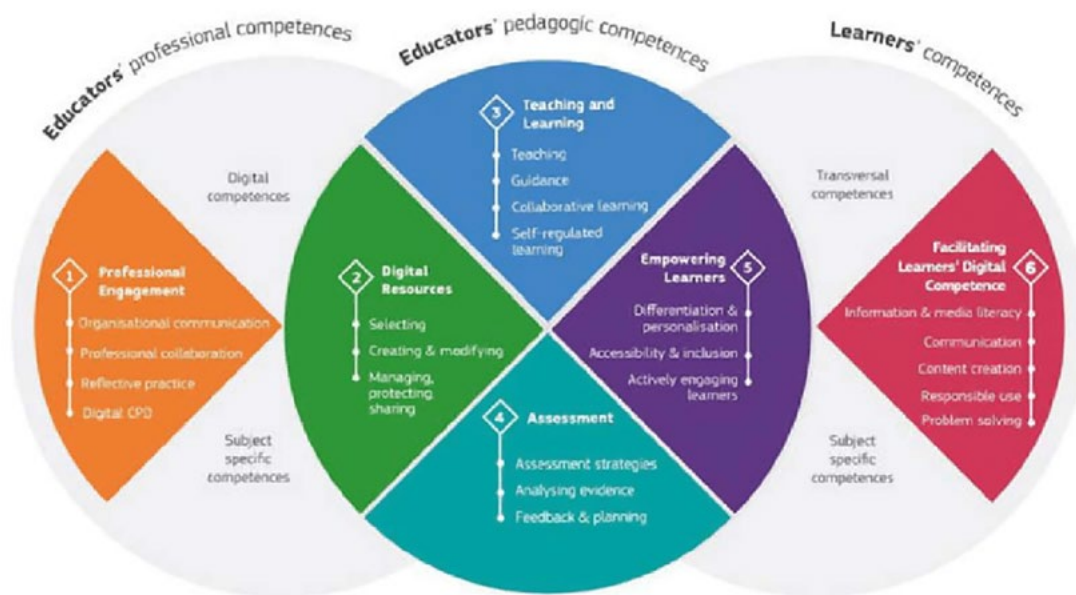 Educators' professional competences
Educators' pedagogic competences
Learners' competences
Digital
competences
1
Professional
Engagement
Organisational communication
Professional collaboration
Reflective practice
Digital CPD
Subject
specific
competences
2
Digital
Resources
Selecting
Creating & modifying
Managing,
protecting,
sharing
3
Teaching and
Learning
Teaching
Guidance
Collaborative learning
Self-regulated
learning
4
Assessment
Assessment strategies
Analysing evidence
Feedback & planning
Empowering
Learners
5
Differentiation &
personalisation
Accessibility & inclusion
Actively engaging
learners
Transversal
competences
Facilitating
Learners' Digital
Competence
6
Information & media literacy
Communication
Content creation
Responsible use
Problem solving
Subject
specific
competences